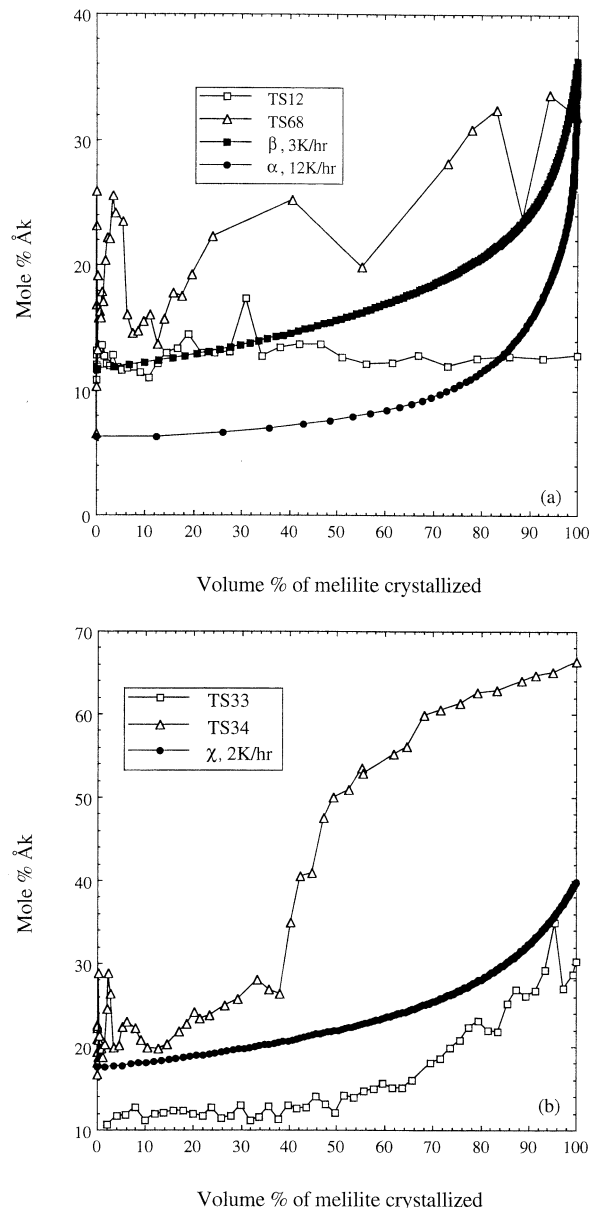 40
30
20
10
0
Mole % Åk
TS12
TS68
β, 3K/hr
α, 12K/hr
(a)
0 10 20 30 40 50 60 70 80 90 100
Volume % of melilite crystallized
70
60
50
40
30
20
10
Mole % Åk
TS33
TS34
χ, 2K/hr
(b)
0 10 20 30 40 50 60 70 80 90 100
Volume % of melilite crystallized